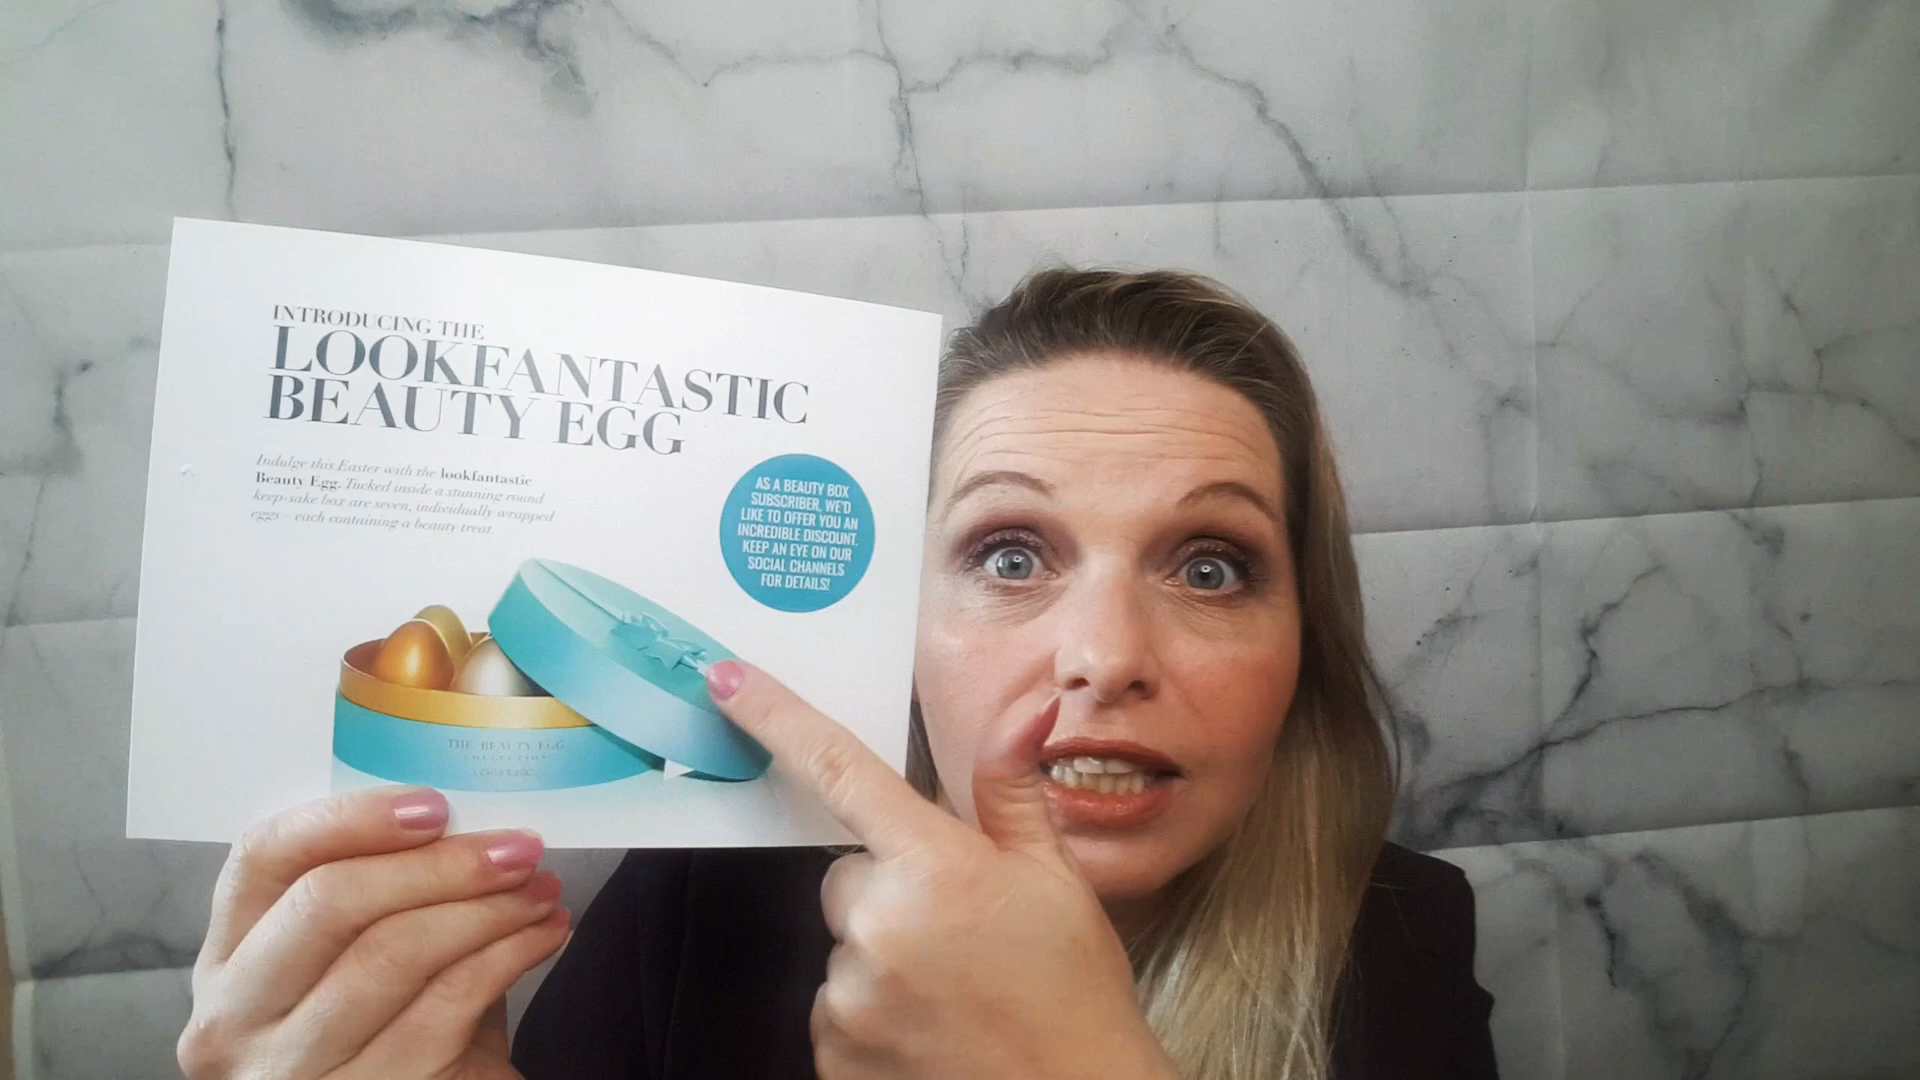 INTRODUCING THE
LOOKFANTASTIC
BEAUTY EGG
Indulge this Easter with the lookfantastic
Beauty Egg. Tucked inside a stunning round
keep-sake box are seven, individually wrapped
eggs – each containing a beauty treat
AS A BEAUTY BOX
SUBSCRIBER, WE'D
LIKE TO OFFER YOU AN
INCREDIBLE DISCOUNT.
KEEP AN EYE ON OUR
SOCIAL CHANNELS
FOR DETAILS!
THE BEAUTY EGG
COLLECTION